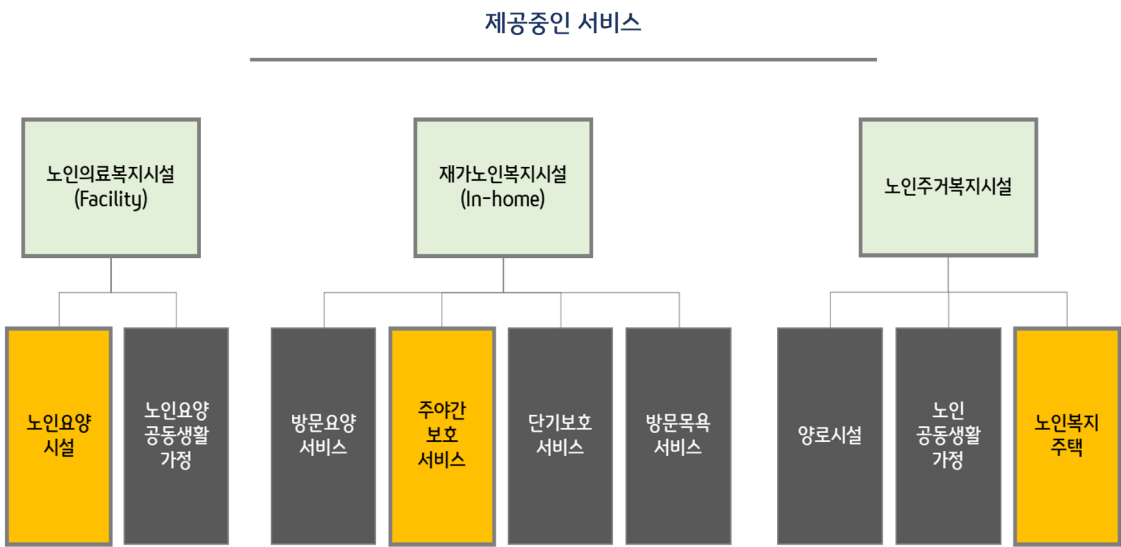 제공중인 서비스
노인의료복지시설
(Facility)
재가노인복지시설
(In-home)
노인주거복지시설
노인요양
시설
노인요양
공동생활
가정
방문요양
서비스
주야간
보호
서비스
단기보호
서비스
방문목욕
서비스
양로시설
노인
공동생활
가정
노인복지
주택